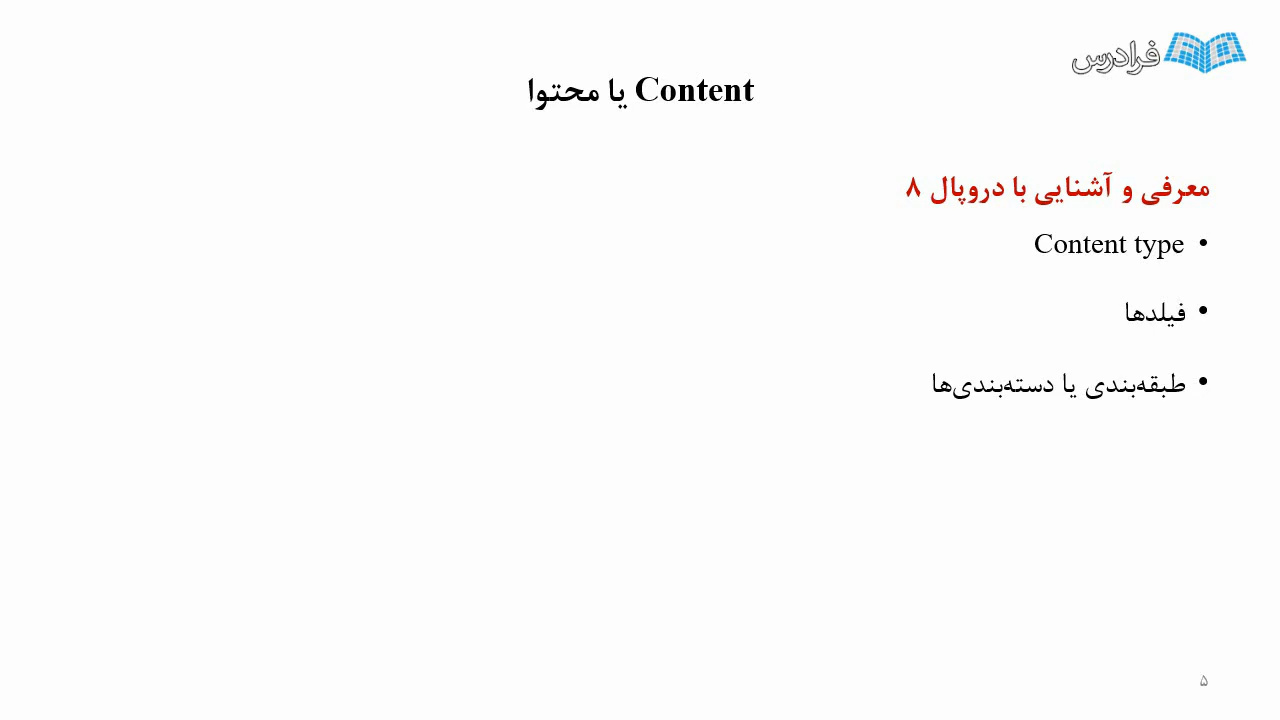 فرادرس
Content یا محتوا
معرفی و آشنایی با دروپال ۸
• Content type
• فیلدها
• طبقه‌بندی یا دسته‌بندی‌ها
۵